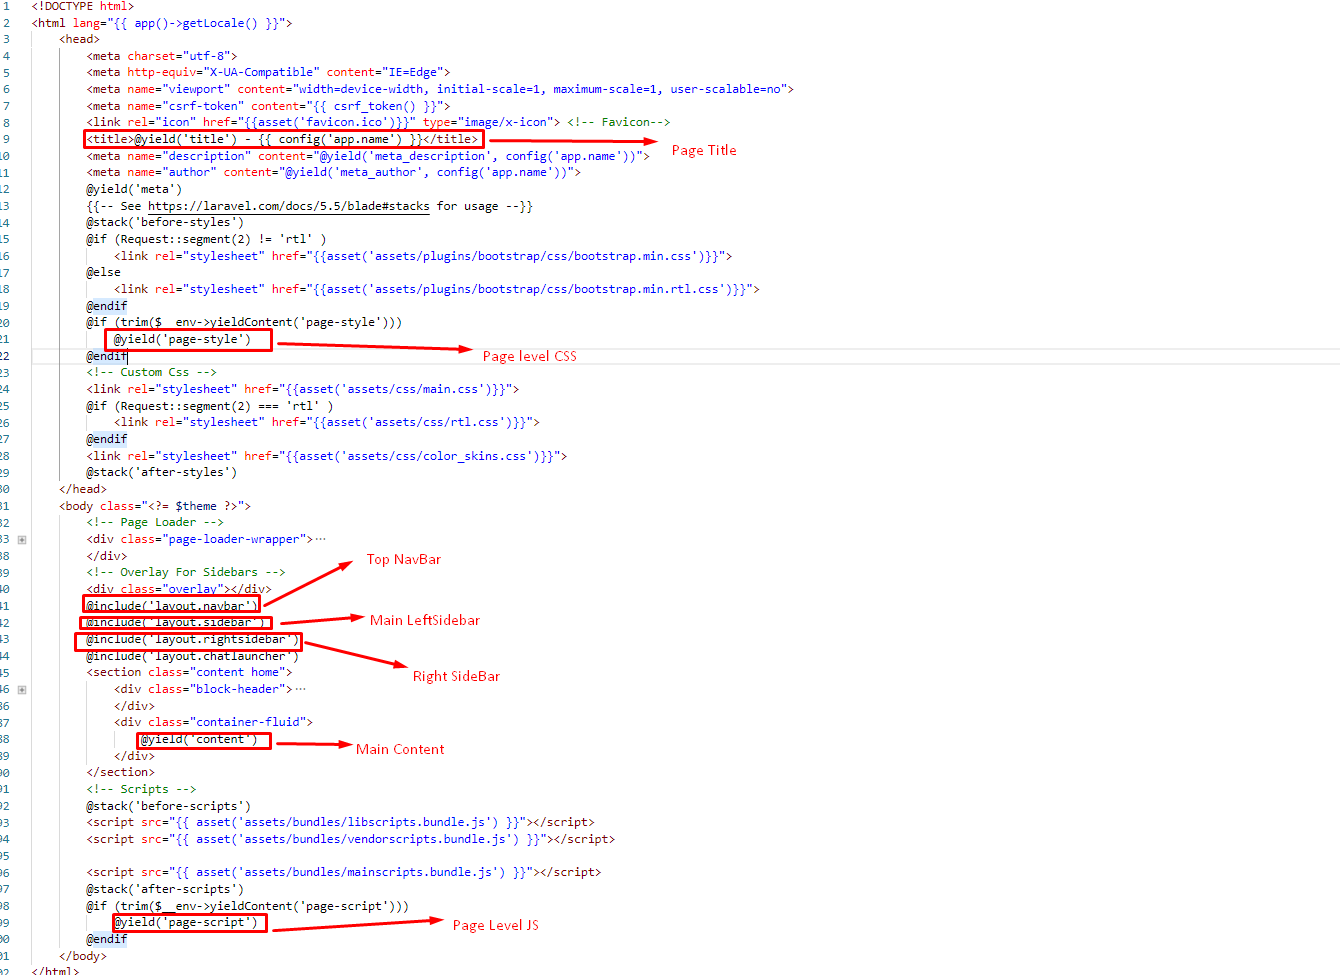 1 <!DOCTYPE html>
2 <html lang="{{ app()->getLocale() }}">
3 <head>
4 <meta charset="utf-8">
5 <meta http-equiv="X-UA-Compatible" content="IE=Edge">
6 <meta name="viewport" content="width=device-width, initial-scale=1, maximum-scale=1, user-scalable=no">
7 <meta name="csrf-token" content="{{ csrf_token() }}">
8 <link rel="icon" href="{{asset('favicon.ico')}}" type="image/x-icon"> <!-- Favicon-->
9 <title>@yield('title') - {{ config('app.name') }}</title> Page Title
10 <meta name="description" content="@yield('meta_description', config('app.name'))">
11 <meta name="author" content="@yield('meta_author', config('app.name'))">
12 @yield('meta')
13 {{-- See https://laravel.com/docs/5.5/blade#stacks for usage --}}
14 @stack('before-styles')
15 @if (Request::segment(2) != 'rtl' )
16 <link rel="stylesheet" href="{{asset('assets/plugins/bootstrap/css/bootstrap.min.css')}}">
17 @else
18 <link rel="stylesheet" href="{{asset('assets/plugins/bootstrap/css/bootstrap.min.rtl.css')}}">
19 @endif
20 @if (trim($__env->yieldContent('page-style')))
21 @yield('page-style') Page level CSS
22 @endif
23 <!-- Custom Css -->
24 <link rel="stylesheet" href="{{asset('assets/css/main.css')}}">
25 @if (Request::segment(2) === 'rtl' )
26 <link rel="stylesheet" href="{{asset('assets/css/rtl.css')}}">
27 @endif
28 <link rel="stylesheet" href="{{asset('assets/css/color_skins.css')}}">
29 @stack('after-styles')
30 </head>
31 <body class="<?= $theme ?>">
32 <!-- Page Loader -->
33 <div class="page-loader-wrapper">···
38 </div> Top NavBar
39 <!-- Overlay For Sidebars -->
40 <div class="overlay"></div>
41 @include('layout.navbar')
42 @include('layout.sidebar') Main LeftSidebar
43 @include('layout.rightsidebar')
44 @include('layout.chatlauncher')
45 <section class="content home"> Right SideBar
46 <div class="block-header">···
86 </div>
87 <div class="container-fluid">
88 @yield('content') Main Content
89 </div>
90 </section>
91 <!-- Scripts -->
92 @stack('before-scripts')
93 <script src="{{ asset('assets/bundles/libscripts.bundle.js') }}"></script>
94 <script src="{{ asset('assets/bundles/vendorscripts.bundle.js') }}"></script>
95
96 <script src="{{ asset('assets/bundles/mainscripts.bundle.js') }}"></script>
97 @stack('after-scripts')
98 @if (trim($__env->yieldContent('page-script')))
99 @yield('page-script') Page Level JS
100 @endif
101 </body>
102 </html>